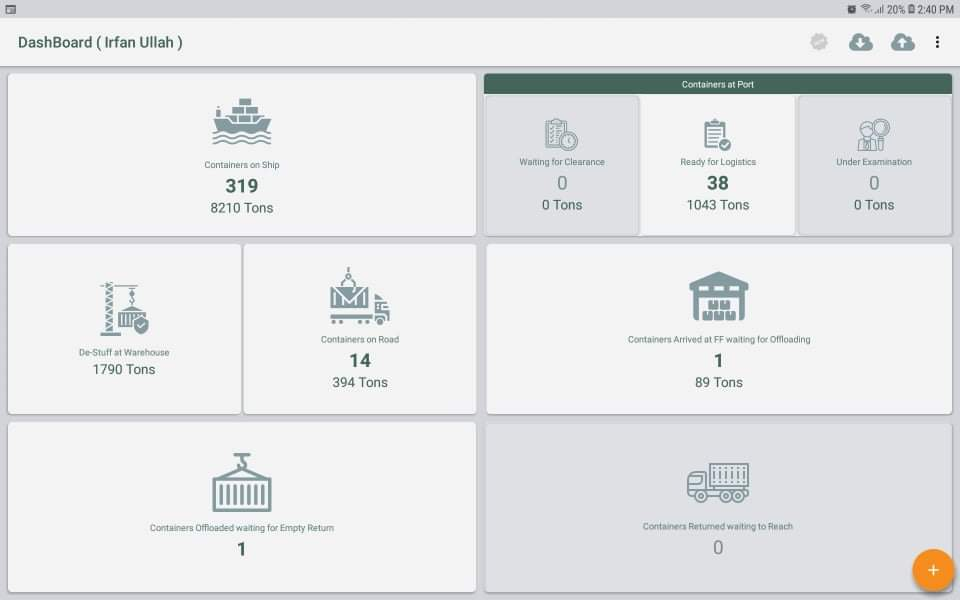 20% 2:40 PM
DashBoard ( Irfan Ullah )
Containers on Ship
319
8210 Tons
Containers at Port
Waiting for Clearance
0
0 Tons
Ready for Logistics
38
1043 Tons
Under Examination
0
0 Tons
De-Stuff at Warehouse
1790 Tons
Containers on Road
14
394 Tons
Containers Arrived at FF waiting for Offloading
1
89 Tons
Containers Offloaded waiting for Empty Return
1
Containers Returned waiting to Reach
0
+